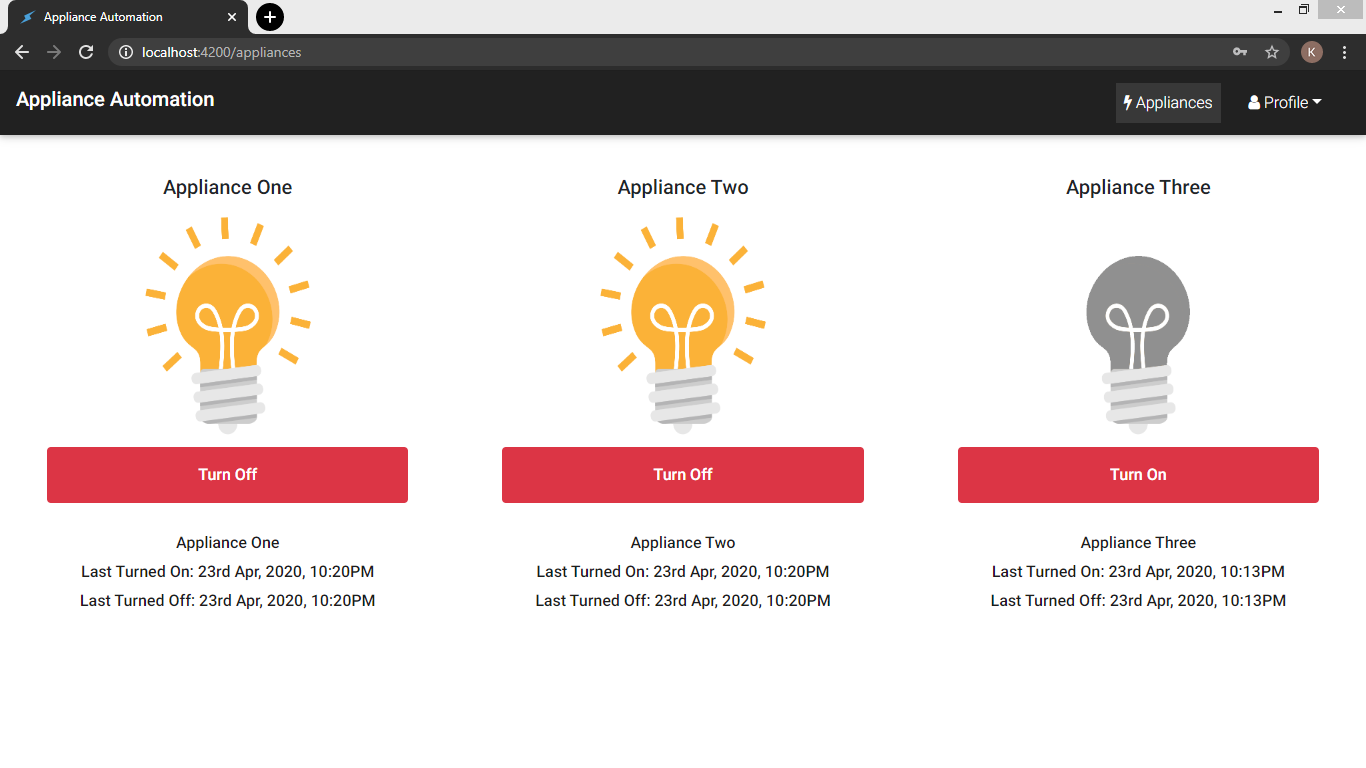 Appliance Automation
localhost:4200/appliances
K
Appliance Automation
Appliances
Profile
Appliance One
Appliance Two
Appliance Three
Turn Off
Turn Off
Turn On
Appliance One
Last Turned On: 23rd Apr, 2020, 10:20PM
Last Turned Off: 23rd Apr, 2020, 10:20PM
Appliance Two
Last Turned On: 23rd Apr, 2020, 10:20PM
Last Turned Off: 23rd Apr, 2020, 10:20PM
Appliance Three
Last Turned On: 23rd Apr, 2020, 10:13PM
Last Turned Off: 23rd Apr, 2020, 10:13PM